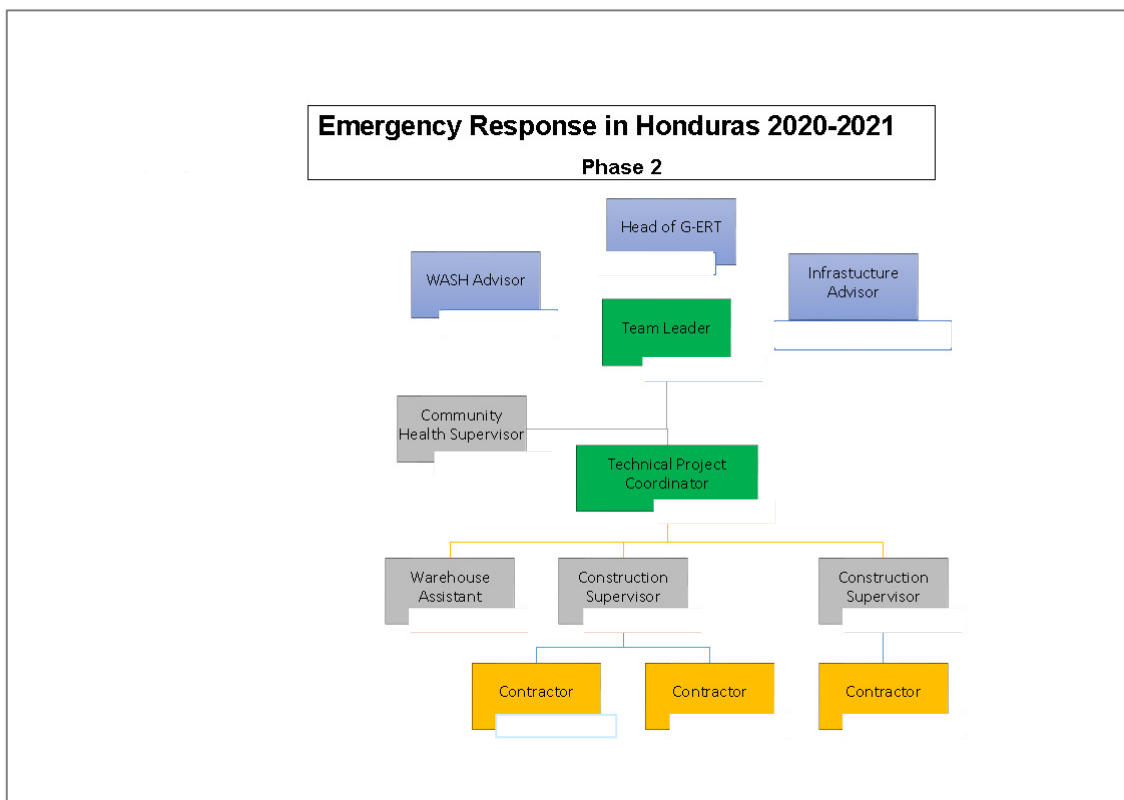 Emergency Response in Honduras 2020-2021
Phase 2
Head of G-ERT
WASH Advisor
Infrastucture
Advisor
Team Leader
Community
Health Supervisor
Technical Project
Coordinator
Warehouse
Assistant
Construction
Supervisor
Construction
Supervisor
Contractor
Contractor
Contractor